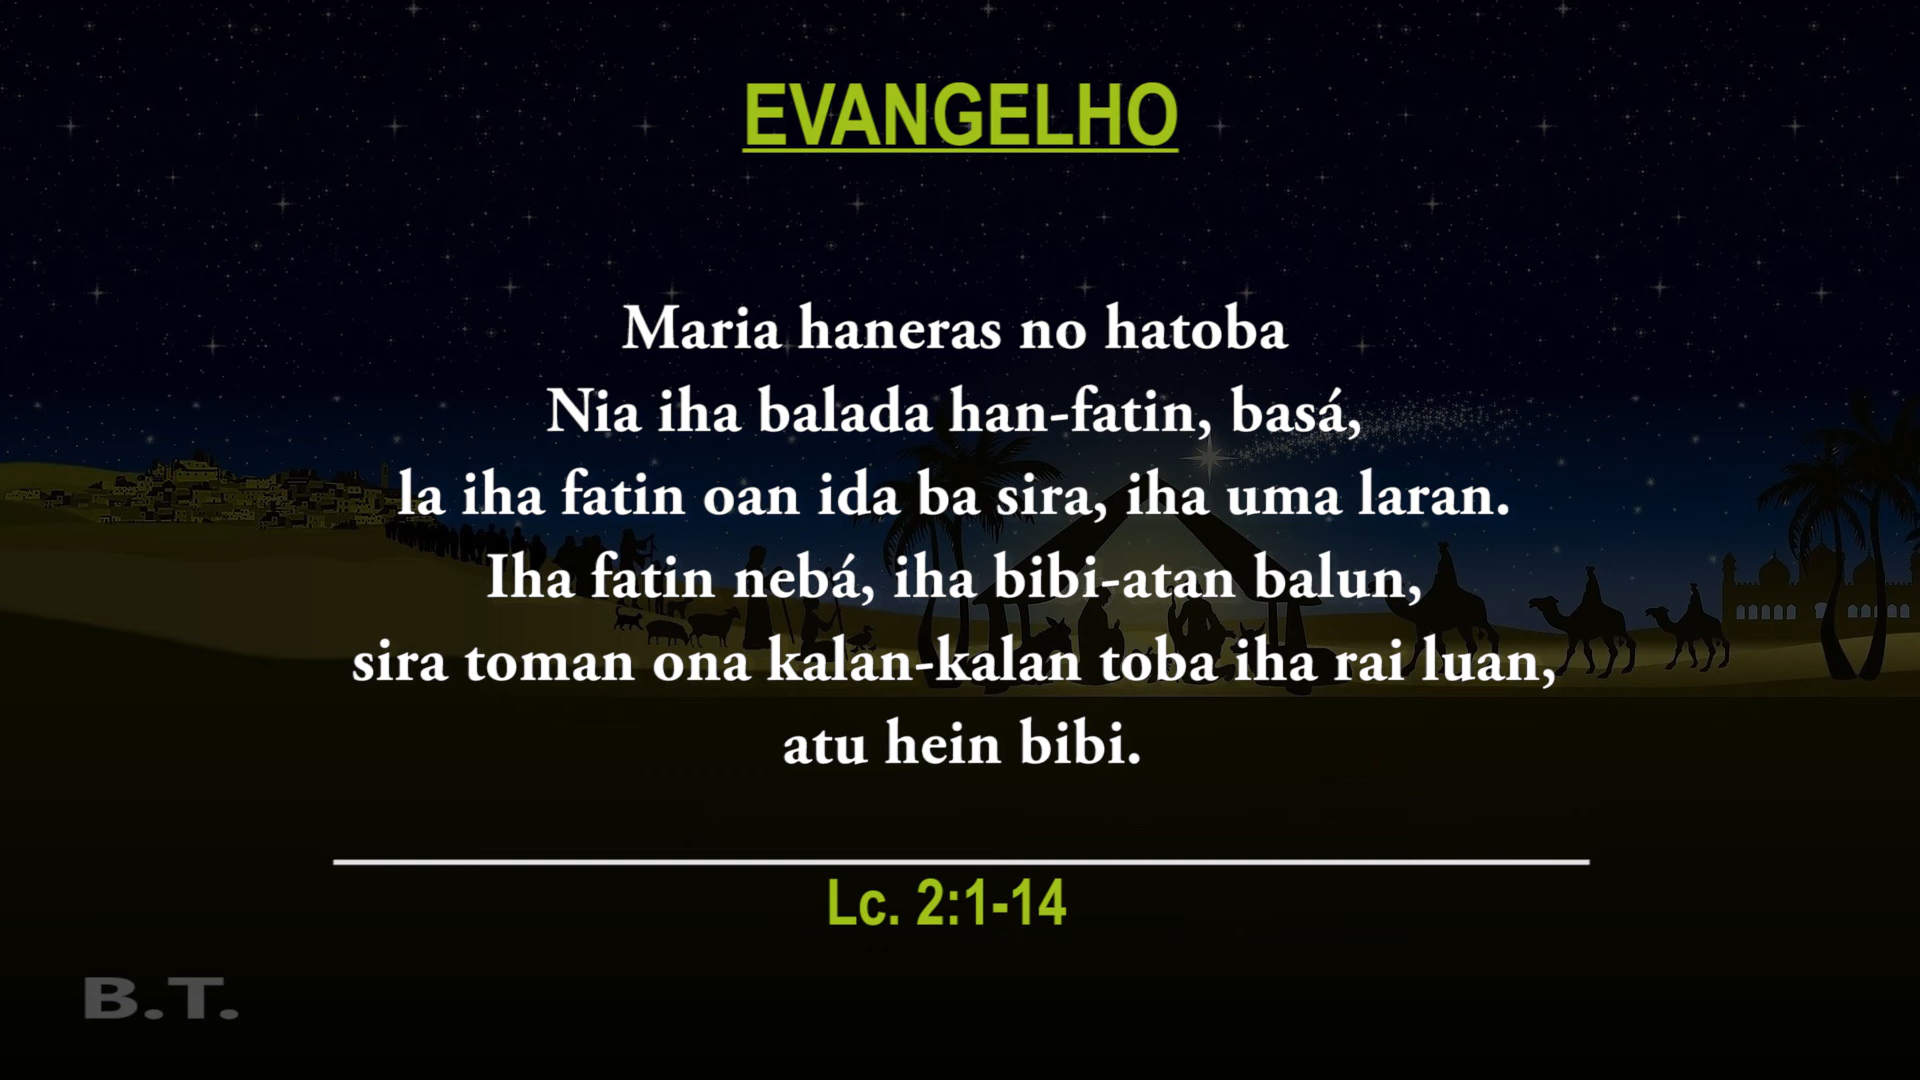 EVANGELHO
Maria haneras no hatoba
Nia iha balada han-fatin, basá,
la iha fatin oan ida ba sira, iha uma laran.
Iha fatin nebá, iha bibi-atan balun,
sira toman ona kalan-kalan toba iha rai luan,
atu hein bibi.
Lc. 2:1-14
B.T.